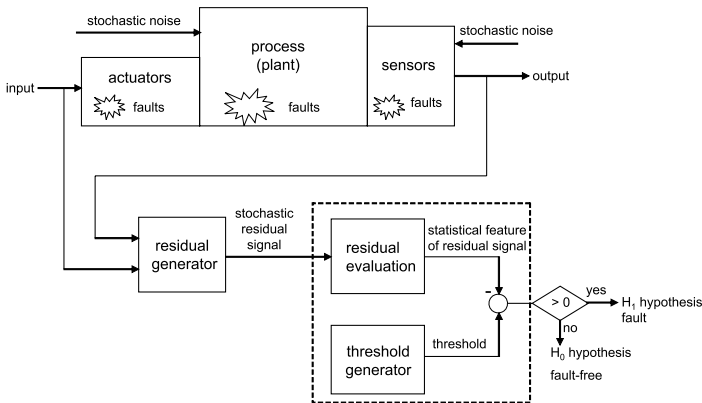 stochastic noise
stochastic noise
process
(plant)
actuators
sensors
input
output
faults
faults
faults
stochastic
residual
signal
residual
generator
residual
evaluation
statistical feature
of residual signal
-
> 0
yes
H₁ hypothesis
fault
no
H₀ hypothesis
fault-free
threshold
generator
threshold